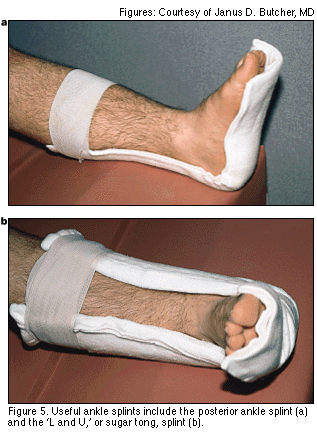 Figures: Courtesy of Janus D. Butcher, MD
a
b
Figure 5. Useful ankle splints include the posterior ankle splint (a)
and the ‘L and U,’ or sugar tong, splint (b).